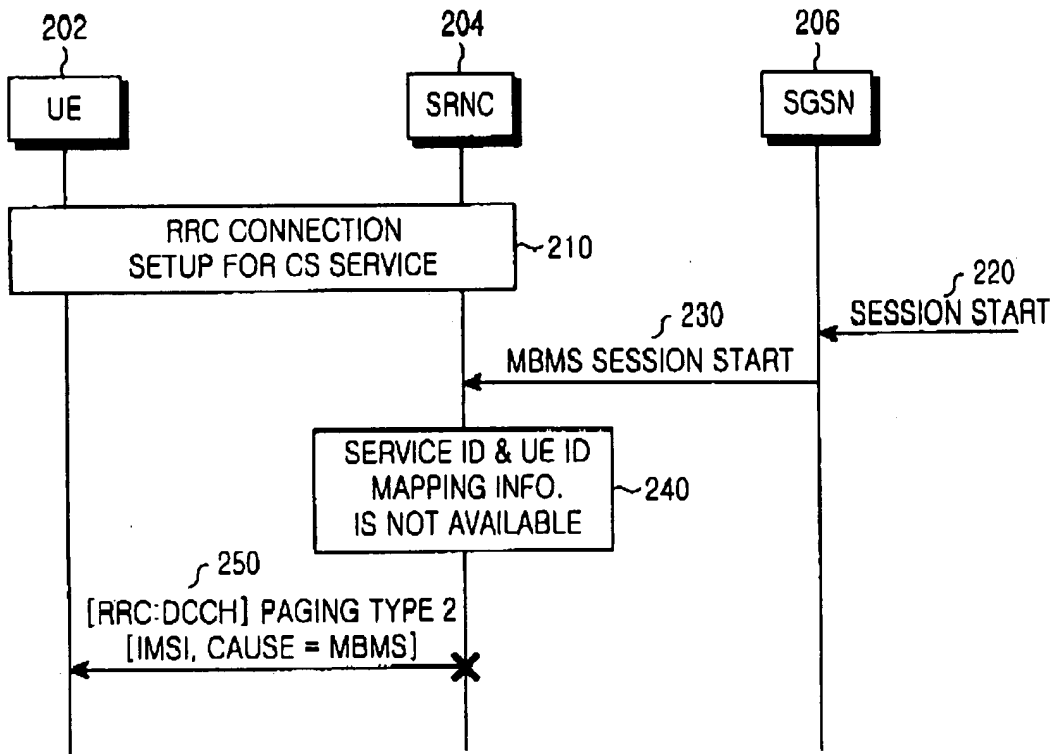 202
204
206
UE
SRNC
SGSN
RRC CONNECTION
SETUP FOR CS SERVICE
210
220
SESSION START
230
MBMS SESSION START
SERVICE ID & UE ID
MAPPING INFO.
IS NOT AVAILABLE
240
250
[RRC:DCCH] PAGING TYPE 2
[IMSI, CAUSE = MBMS]